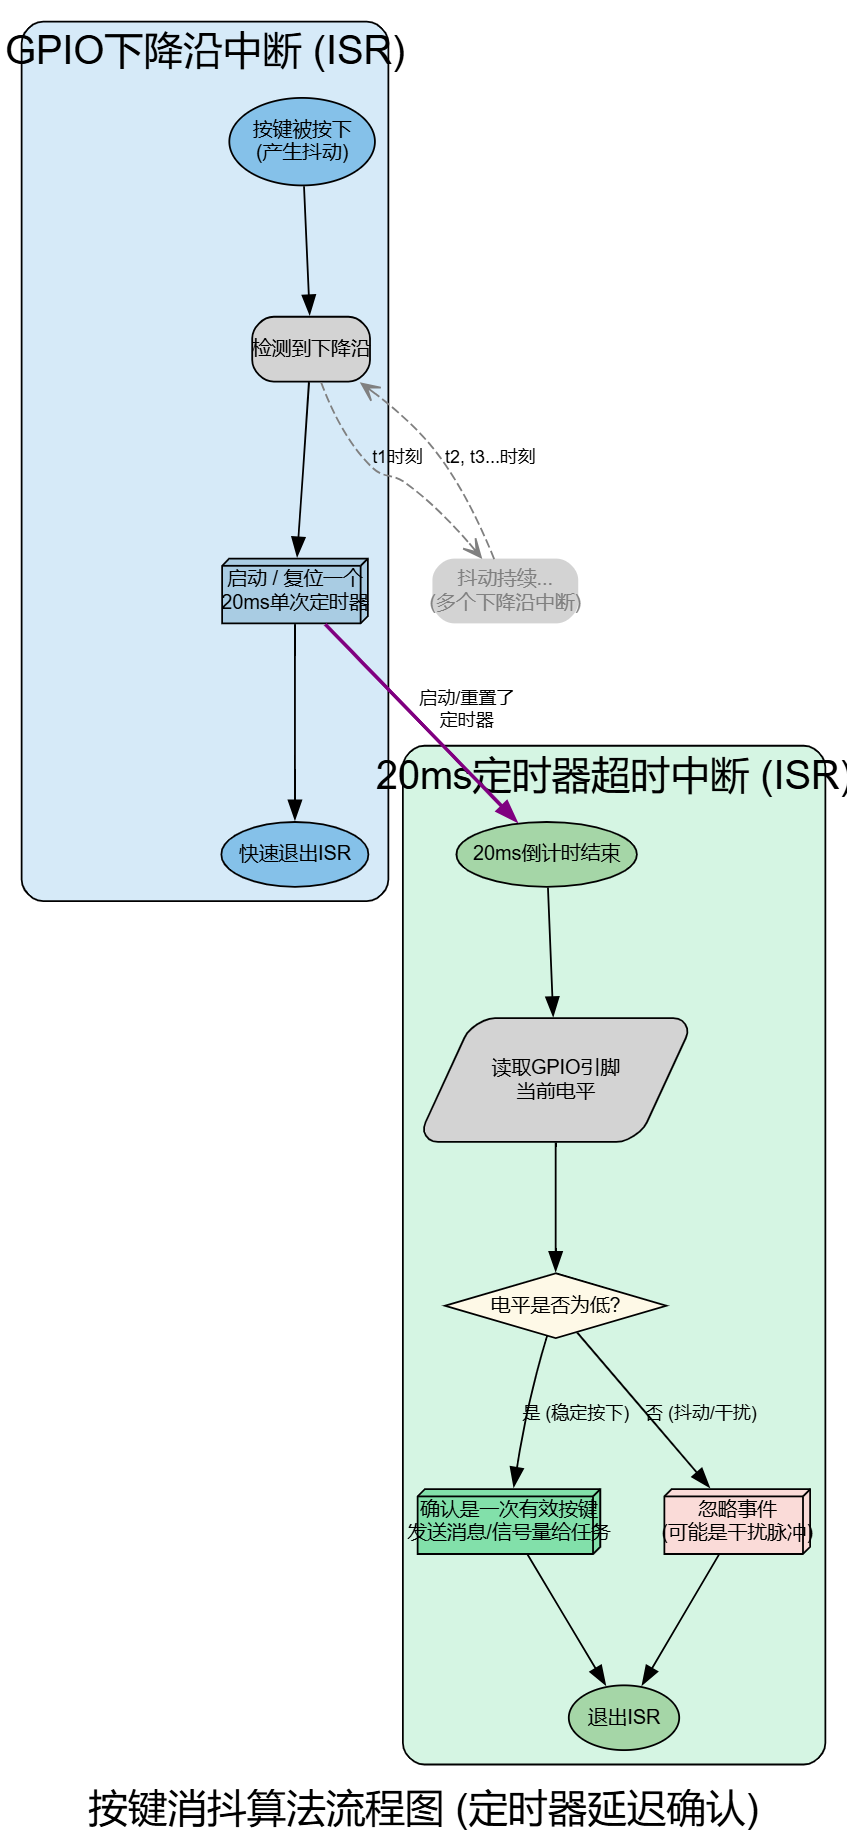 GPIO下降沿中断 (ISR)
按键被按下
(产生抖动)
检测到下降沿
t1时刻
t2, t3...时刻
启动 / 复位一个
20ms单次定时器
抖动持续...
(多个下降沿中断)
启动/重置了
定时器
快速退出ISR
20ms定时器超时中断 (ISR)
20ms倒计时结束
读取GPIO引脚
当前电平
电平是否为低?
是 (稳定按下)
否 (抖动/干扰)
确认是一次有效按键
发送消息/信号量给任务
忽略事件
(可能是干扰脉冲)
退出ISR
按键消抖算法流程图 (定时器延迟确认)